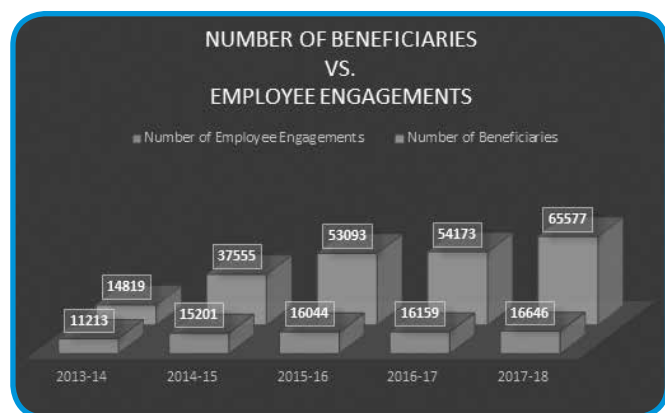 NUMBER OF BENEFICIARIES
VS.
EMPLOYEE ENGAGEMENTS
Number of Employee Engagements Number of Beneficiaries
65577
53093 54173
37555
14819
11213 15201 16044 16159 16646
2013-14 2014-15 2015-16 2016-17 2017-18